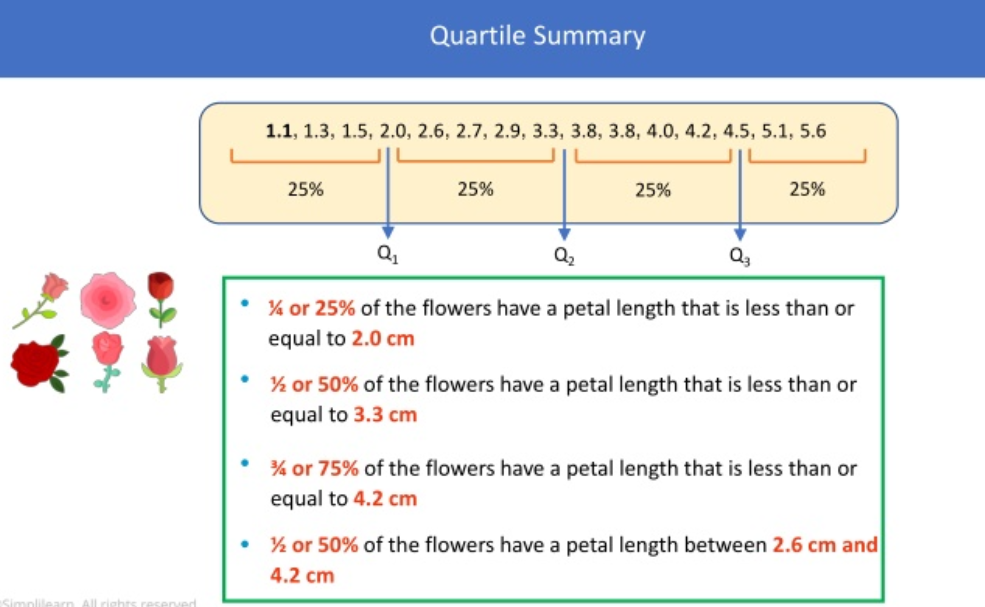 Quartile Summary
1.1, 1.3, 1.5, 2.0, 2.6, 2.7, 2.9, 3.3, 3.8, 3.8, 4.0, 4.2, 4.5, 5.1, 5.6
25% 25% 25% 25%
Q1 Q2 Q3
• ¼ or 25% of the flowers have a petal length that is less than or
equal to 2.0 cm
• ½ or 50% of the flowers have a petal length that is less than or
equal to 3.3 cm
• ¾ or 75% of the flowers have a petal length that is less than or
equal to 4.2 cm
• ½ or 50% of the flowers have a petal length between 2.6 cm and
4.2 cm
Simplilearn. All rights reserved